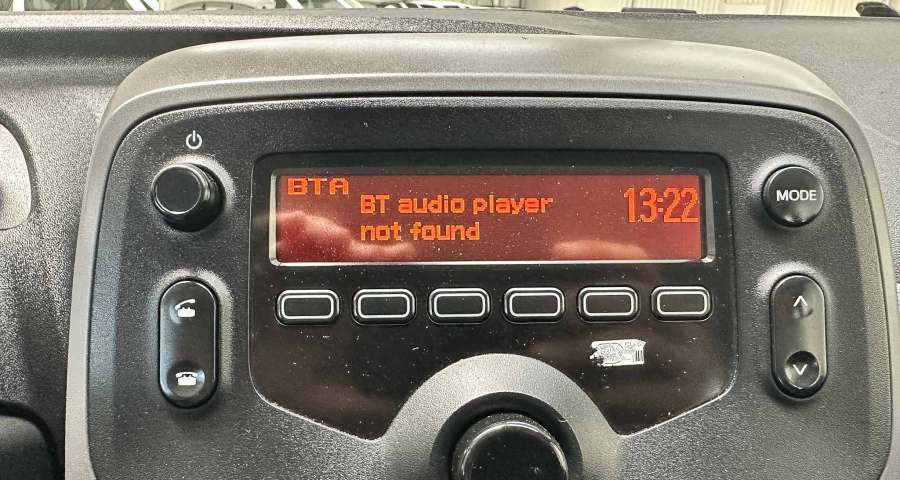 BTA
BT audio player
not found
13:22
MODE